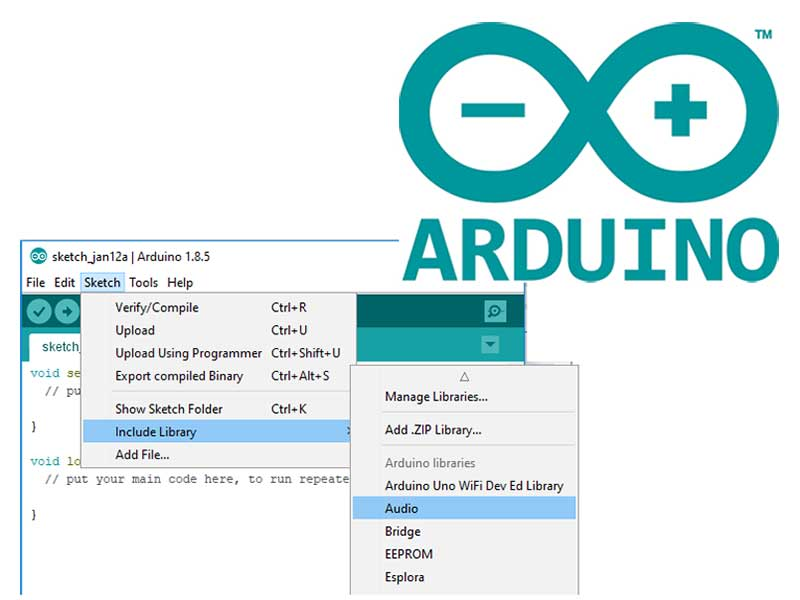 TM
ARDUINO
sketch_jan12a | Arduino 1.8.5
File Edit Sketch Tools Help
Verify/Compile Ctrl+R
Upload Ctrl+U
Upload Using Programmer Ctrl+Shift+U
Export compiled Binary Ctrl+Alt+S
Show Sketch Folder Ctrl+K
Include Library
Add File...
sketch_
void se
// pu
}
void lo
// put your main code here, to run repeate
}
Manage Libraries...
Add .ZIP Library...
Arduino libraries
Arduino Uno WiFi Dev Ed Library
Audio
Bridge
EEPROM
Esplora